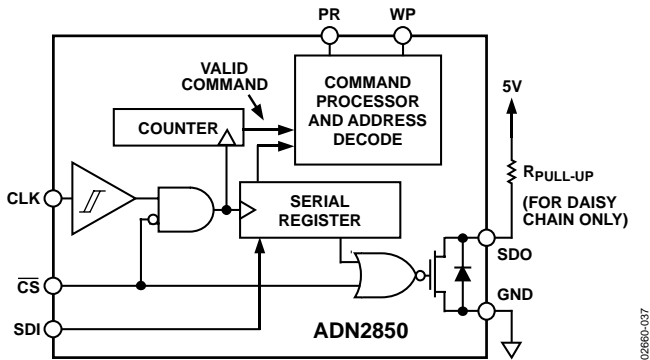 PR WP
VALID
COMMAND
COMMAND
PROCESSOR
AND ADDRESS
DECODE
5V
COUNTER
RPULL-UP
(FOR DAISY
CHAIN ONLY)
CLK
SERIAL
REGISTER
SDO
CS
GND
SDI
ADN2850
02660-037